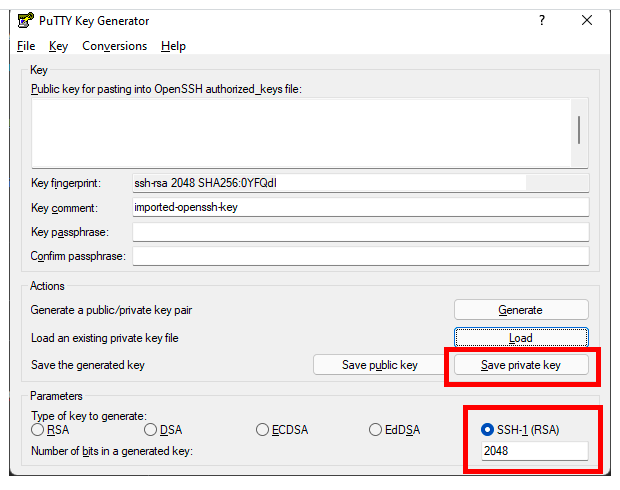 PuTTY Key Generator
File Key Conversions Help
Key
Public key for pasting into OpenSSH authorized_keys file:
Key fingerprint: ssh-rsa 2048 SHA256:0YFQdI
Key comment: imported-openssh-key
Key passphrase:
Confirm passphrase:
Actions
Generate a public/private key pair Generate
Load an existing private key file Load
Save the generated key Save public key Save private key
Parameters
Type of key to generate:
RSA DSA ECDSA EdDSA SSH-1 (RSA)
Number of bits in a generated key: 2048